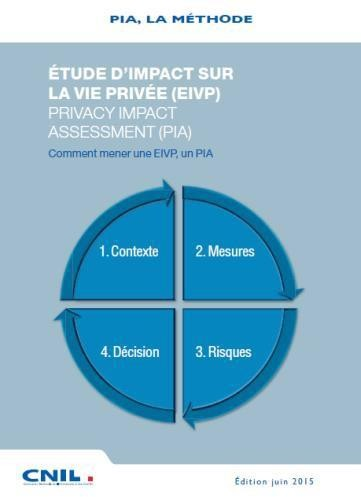 PIA, LA MÉTHODE
ÉTUDE D'IMPACT SUR
LA VIE PRIVÉE (EIVP)
PRIVACY IMPACT
ASSESSMENT (PIA)
Comment mener une EIVP, un PIA
1. Contexte
2. Mesures
4. Décision
3. Risques
CNIL
Édition juin 2015